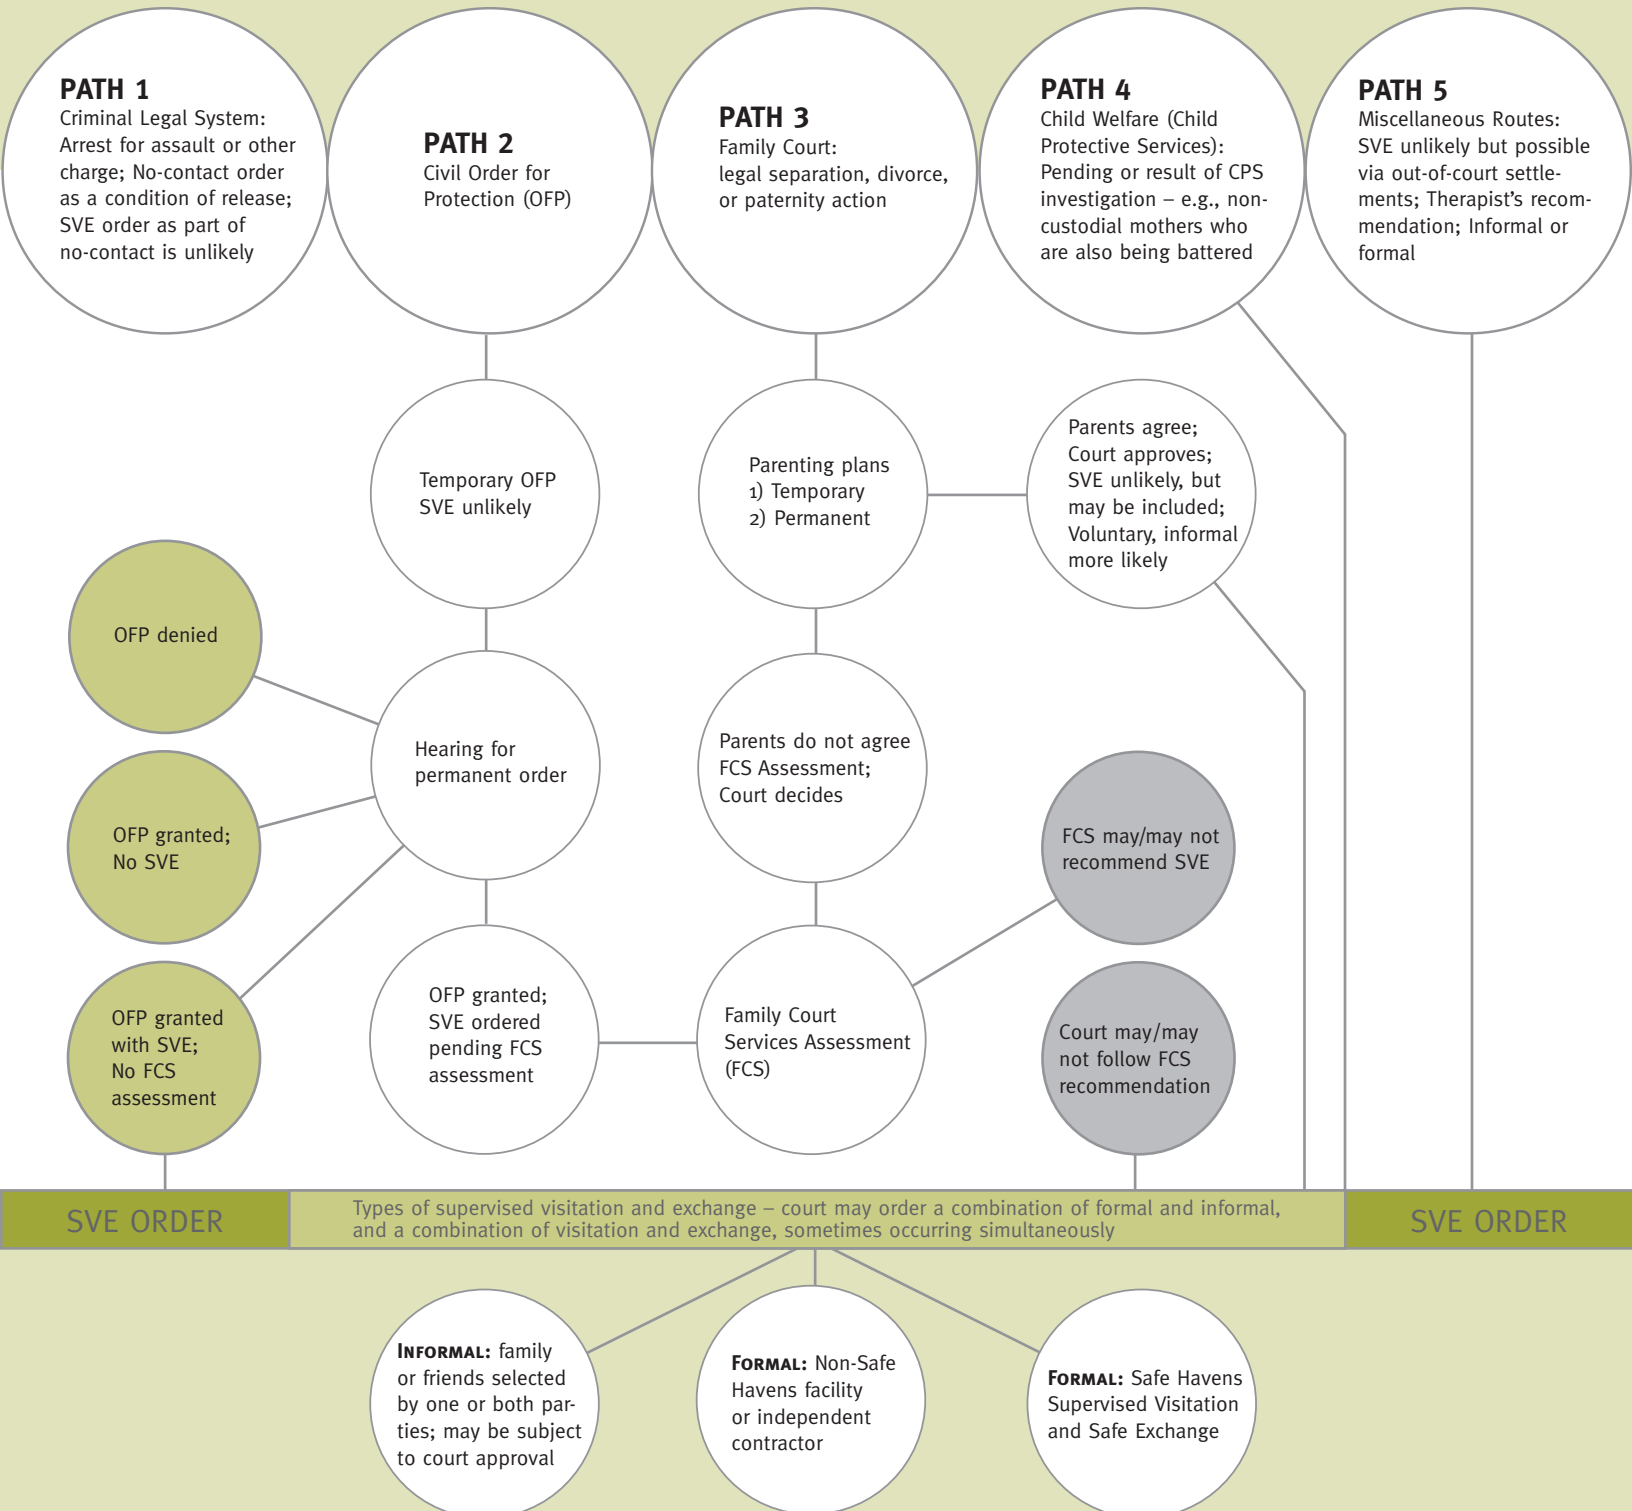 PATH 1
Criminal Legal System:
Arrest for assault or other
charge; No-contact order
as a condition of release;
SVE order as part of
no-contact is unlikely
PATH 2
Civil Order for
Protection (OFP)
PATH 3
Family Court:
legal separation, divorce,
or paternity action
PATH 4
Child Welfare (Child
Protective Services):
Pending or result of CPS
investigation – e.g., non-
custodial mothers who
are also being battered
PATH 5
Miscellaneous Routes:
SVE unlikely but possible
via out-of-court settle-
ments; Therapist's recom-
mendation; Informal or
formal
Temporary OFP
SVE unlikely
Parenting plans
1) Temporary
2) Permanent
Parents agree;
Court approves;
SVE unlikely, but
may be included;
Voluntary, informal
more likely
OFP denied
Hearing for
permanent order
Parents do not agree
FCS Assessment;
Court decides
OFP granted;
No SVE
FCS may/may not
recommend SVE
OFP granted
with SVE;
No FCS
assessment
OFP granted;
SVE ordered
pending FCS
assessment
Family Court
Services Assessment
(FCS)
Court may/may
not follow FCS
recommendation
SVE ORDER
Types of supervised visitation and exchange – court may order a combination of formal and informal,
and a combination of visitation and exchange, sometimes occurring simultaneously
SVE ORDER
INFORMAL: family
or friends selected
by one or both par-
ties; may be subject
to court approval
FORMAL: Non-Safe
Havens facility
or independent
contractor
FORMAL: Safe Havens
Supervised Visitation
and Safe Exchange